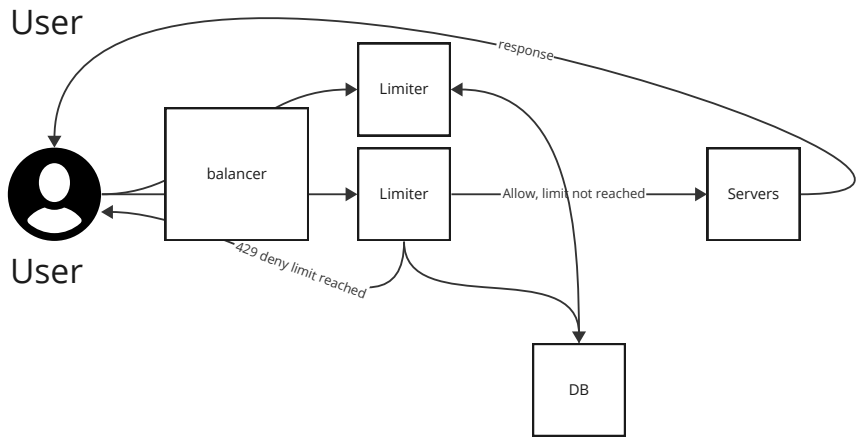 User
response
Limiter
balancer
Limiter
Allow, limit not reached
Servers
429 deny limit reached
User
DB